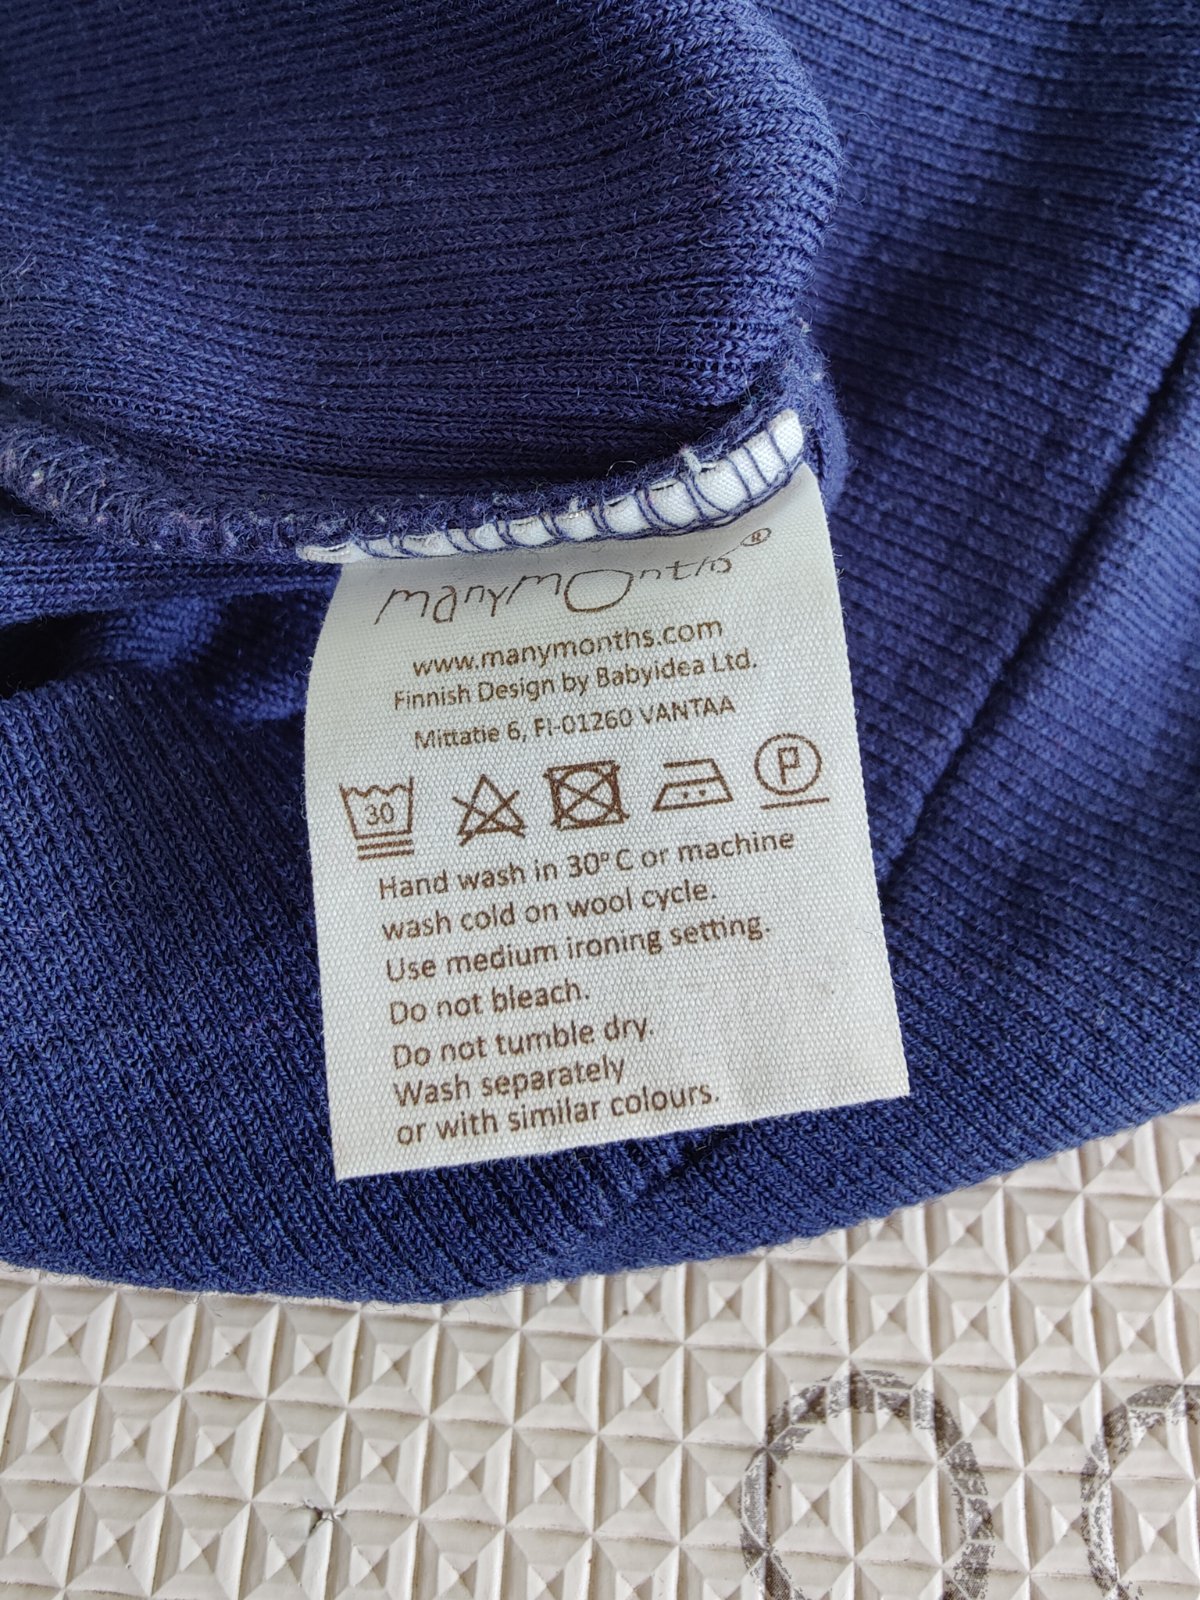 manymonths®
www.manymonths.com
Finnish Design by Babyidea Ltd.
Mittatie 6, FI-01260 VANTAA
30 P
Hand wash in 30°C or machine
wash cold on wool cycle.
Use medium ironing setting.
Do not bleach.
Do not tumble dry.
Wash separately
or with similar colours.